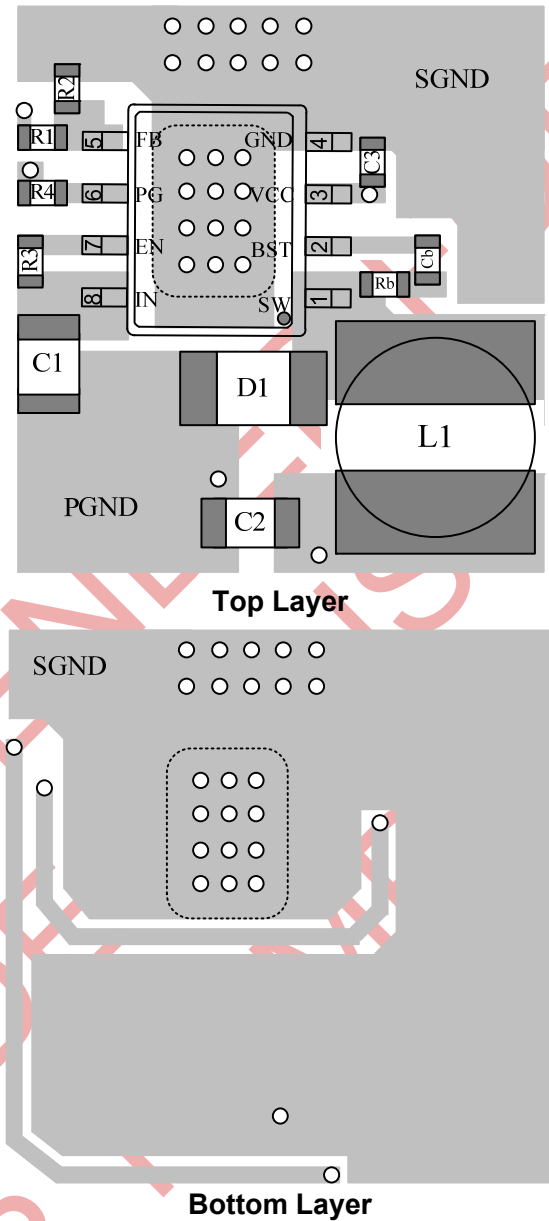 SGND
R2
R1
5 FB
GND 4
C3
R4
6 PG
VCC 3
R3
7 EN
BST 2
Cb
Rb
8 IN
SW 1
C1
D1
L1
PGND
C2
Top Layer
SGND
Bottom Layer